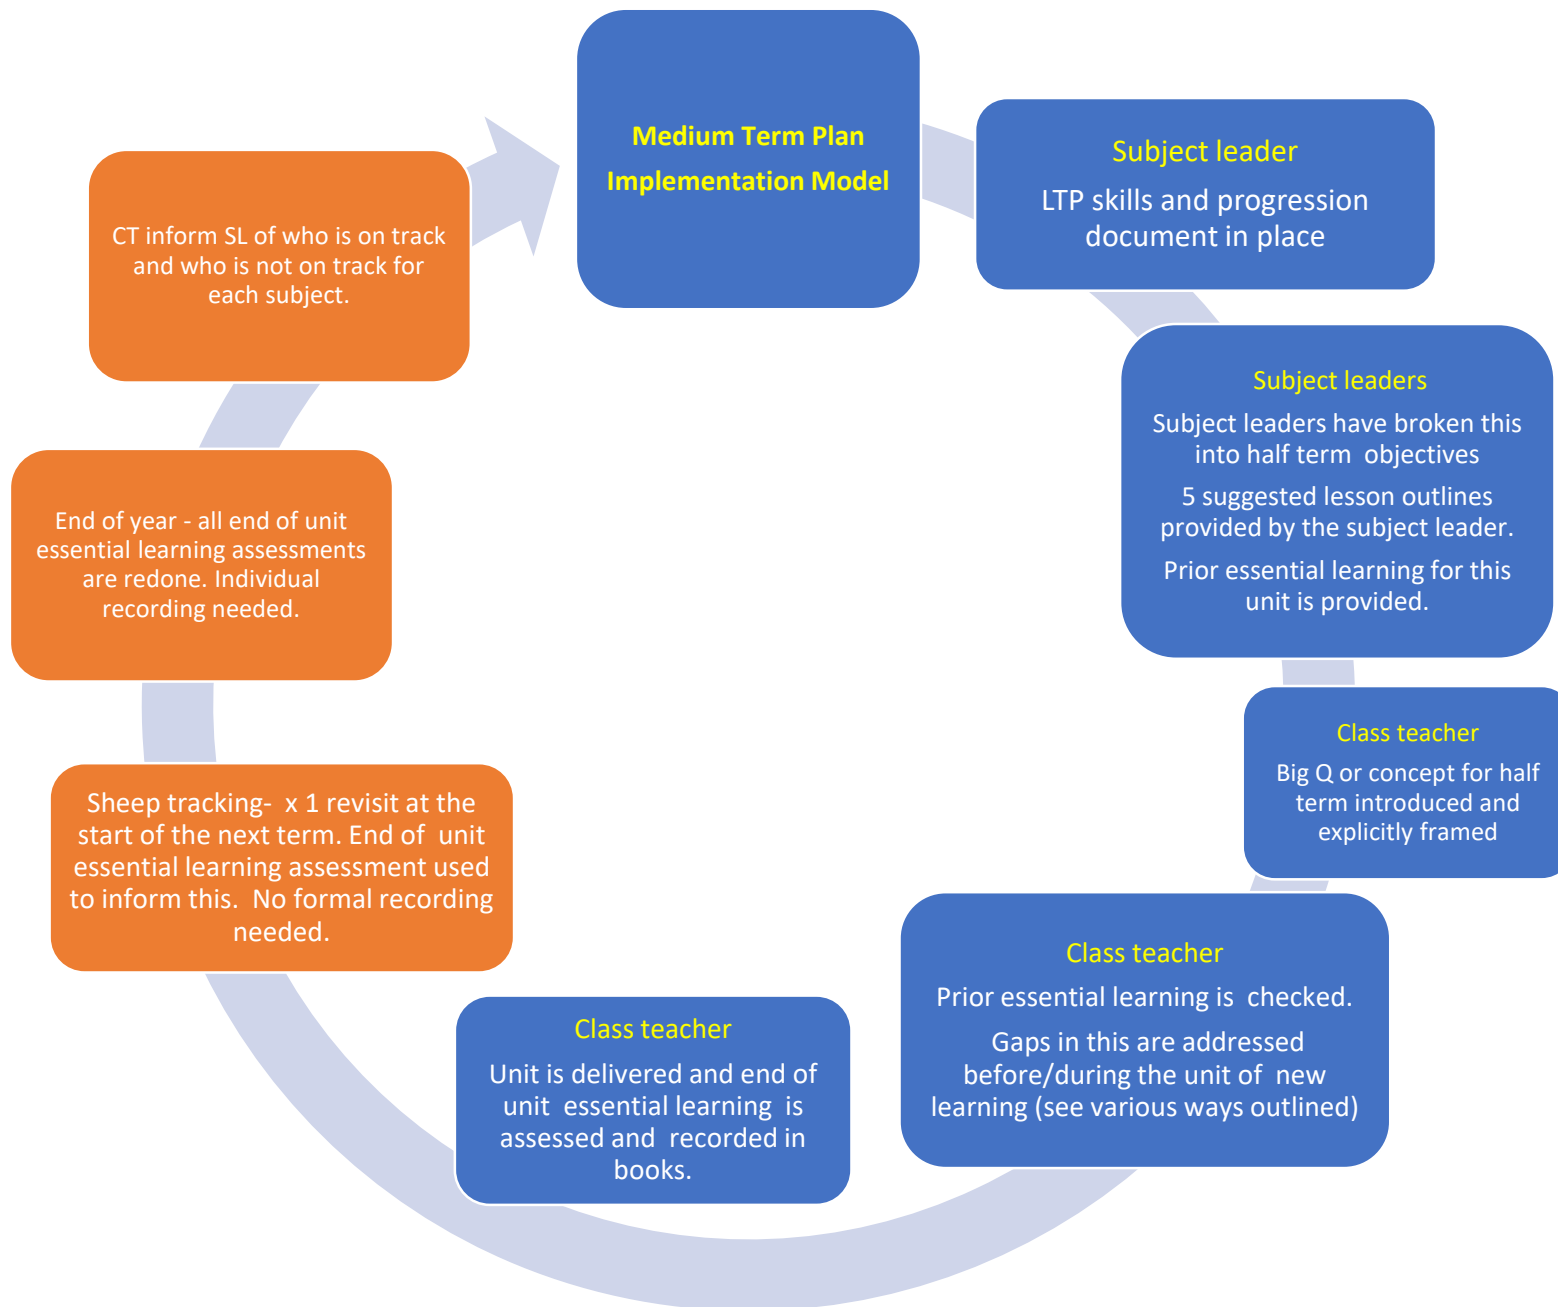 Medium Term Plan
Implementation Model
Subject leader
LTP skills and progression
document in place
Subject leaders
Subject leaders have broken this
into half term objectives
5 suggested lesson outlines
provided by the subject leader.
Prior essential learning for this
unit is provided.
Class teacher
Big Q or concept for half
term introduced and
explicitly framed
Class teacher
Prior essential learning is checked.
Gaps in this are addressed
before/during the unit of new
learning (see various ways outlined)
Class teacher
Unit is delivered and end of
unit essential learning is
assessed and recorded in
books.
Sheep tracking- x 1 revisit at the
start of the next term. End of unit
essential learning assessment used
to inform this. No formal recording
needed.
End of year - all end of unit
essential learning assessments
are redone. Individual
recording needed.
CT inform SL of who is on track
and who is not on track for
each subject.